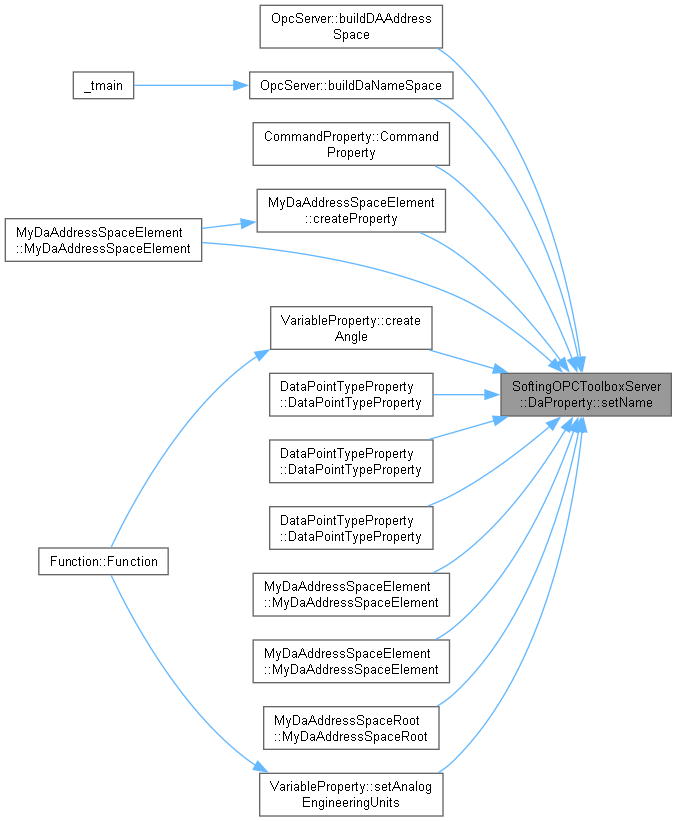 OpcServer::buildDAAddress
Space
_tmain
OpcServer::buildDaNameSpace
CommandProperty::Command
Property
MyDaAddressSpaceElement
::createProperty
MyDaAddressSpaceElement
::MyDaAddressSpaceElement
VariableProperty::create
Angle
DataPointTypeProperty
::DataPointTypeProperty
SoftingOPCToolboxServer
::DaProperty::setName
DataPointTypeProperty
::DataPointTypeProperty
DataPointTypeProperty
::DataPointTypeProperty
Function::Function
MyDaAddressSpaceElement
::MyDaAddressSpaceElement
MyDaAddressSpaceElement
::MyDaAddressSpaceElement
MyDaAddressSpaceRoot
::MyDaAddressSpaceRoot
VariableProperty::setAnalog
EngineeringUnits